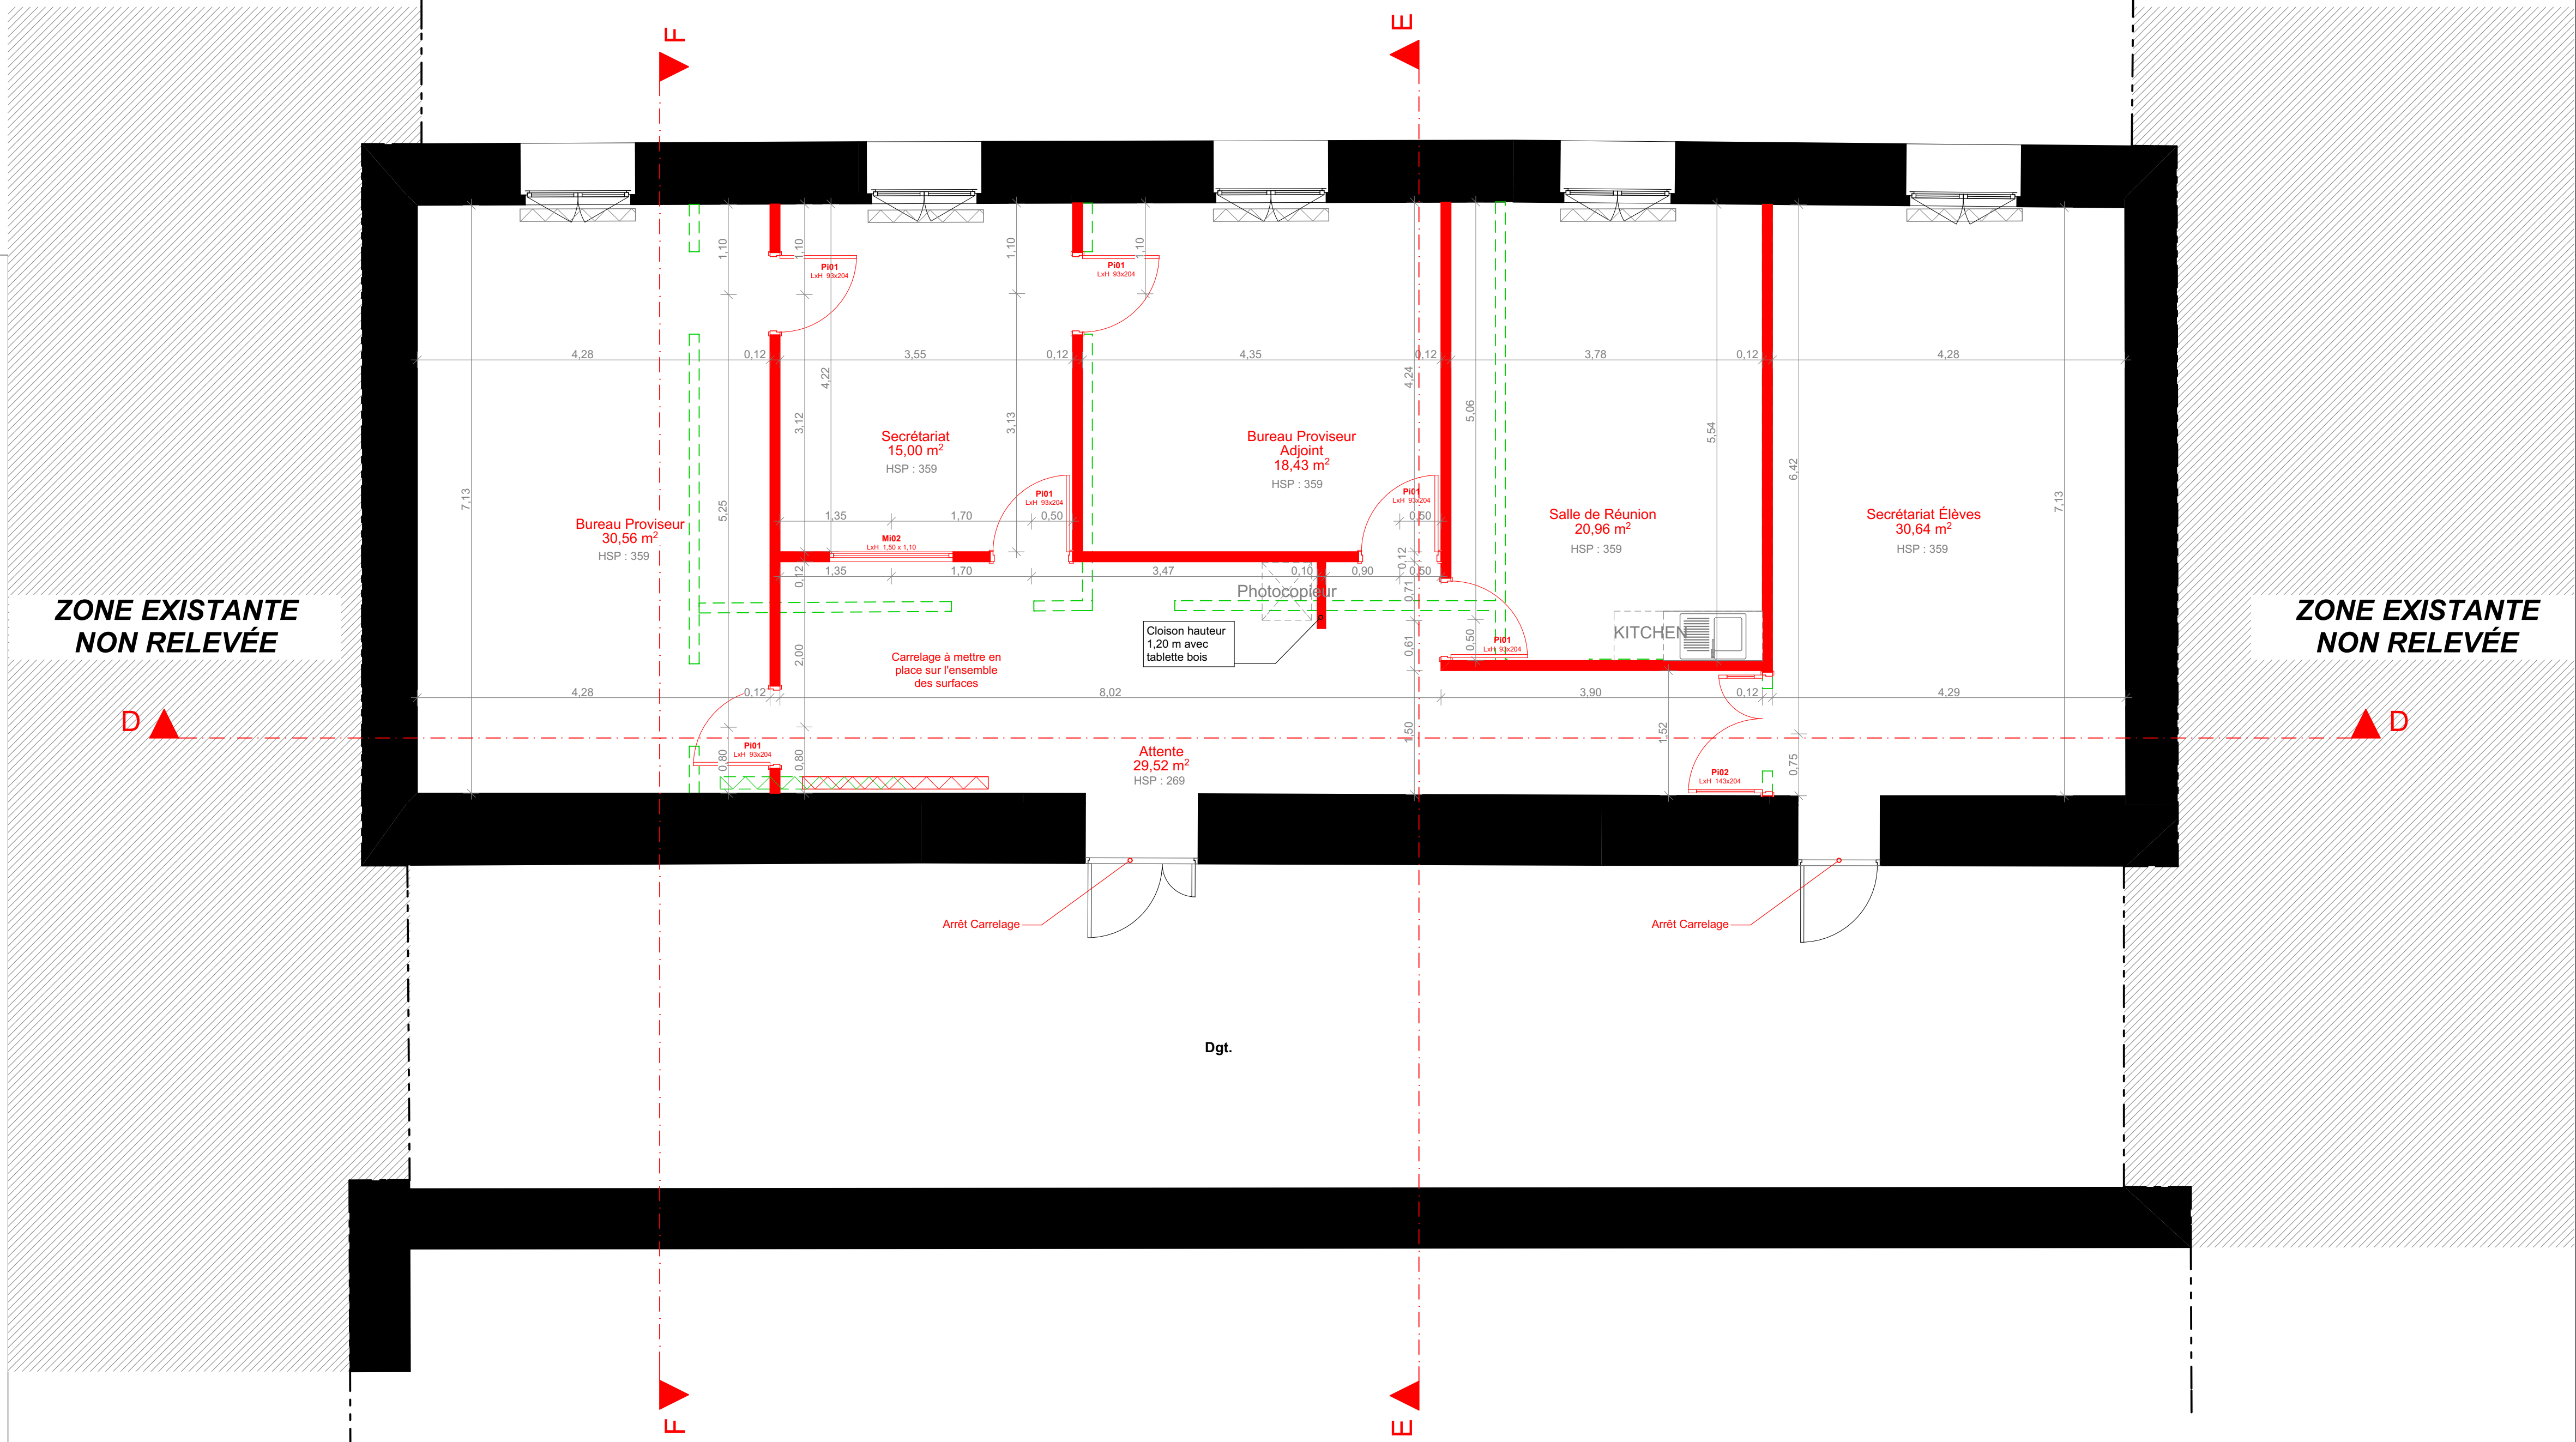 F
E
1,10
1,10
1,10
1,10
Pi01
LxH 93x204
Pi01
LxH 93x204
4,28
0,12
3,55
0,12
4,35
0,12
3,78
0,12
4,28
4,22
4,24
3,12
3,13
5,06
5,54
6,42
7,13
7,13
5,25
Secrétariat
15,00 m²
HSP : 359
Bureau Proviseur
Adjoint
18,43 m²
HSP : 359
Pi01
LxH 93x204
Pi01
LxH 93x204
Bureau Proviseur
30,56 m²
HSP : 359
Salle de Réunion
20,96 m²
HSP : 359
Secrétariat Élèves
30,64 m²
HSP : 359
1,35
1,70
0,50
0,50
Mi02
LxH 1,50 x 1,10
1,35
1,70
3,47
0,10
0,90
0,50
0,12
0,12
0,71
0,61
0,50
2,00
Photocopieur
KITCHEN
Pi01
LxH 93x204
ZONE EXISTANTE
NON RELEVÉE
ZONE EXISTANTE
NON RELEVÉE
Cloison hauteur
1,20 m avec
tablette bois
Carrelage à mettre en
place sur l'ensemble
des surfaces
4,28
0,12
8,02
3,90
0,12
4,29
D
D
Pi01
LxH 93x204
0,80
0,80
Attente
29,52 m²
HSP : 269
1,50
1,52
0,75
Pi02
LxH 143x204
Arrêt Carrelage
Arrêt Carrelage
Dgt.
F
E